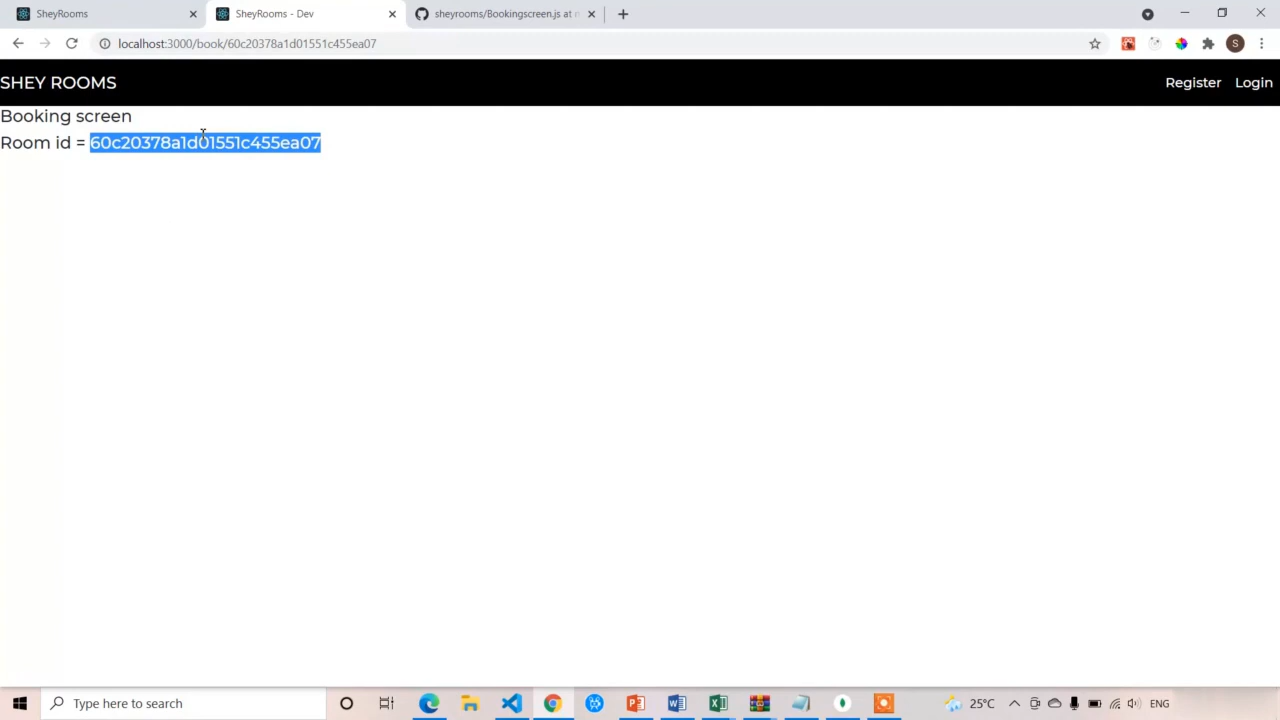 SheyRooms
SheyRooms - Dev
sheyrooms/Bookingscreen.js at m
localhost:3000/book/60c20378a1d01551c455ea07
S
SHEY ROOMS
Register
Login
Booking screen
Room id = 60c20378a1d01551c455ea07
Type here to search
25°C
ENG